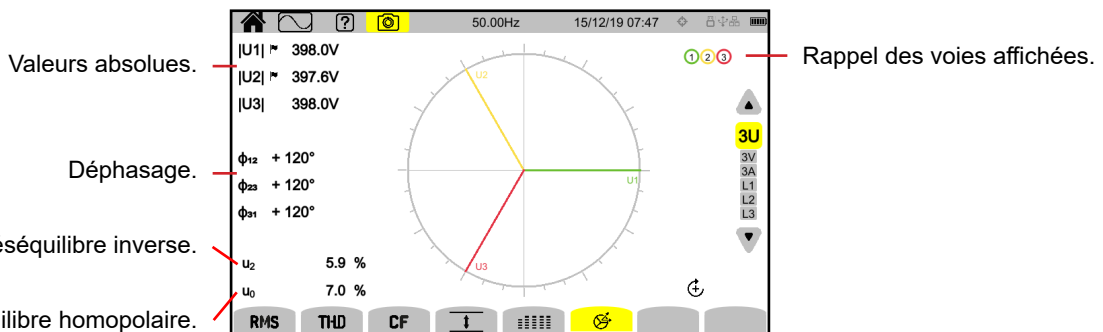 50.00Hz 15/12/19 07:47
Valeurs absolues.
|U1| 398.0V
|U2| 397.6V
|U3| 398.0V
Rappel des voies affichées.
1 2 3
Déphasage.
ϕ12 + 120°
ϕ23 + 120°
ϕ31 + 120°
U2
U1
U3
3U
3V
3A
L1
L2
L3
séquilibre inverse.
u2 5.9 %
ilibre homopolaire.
u0 7.0 %
RMS THD CF